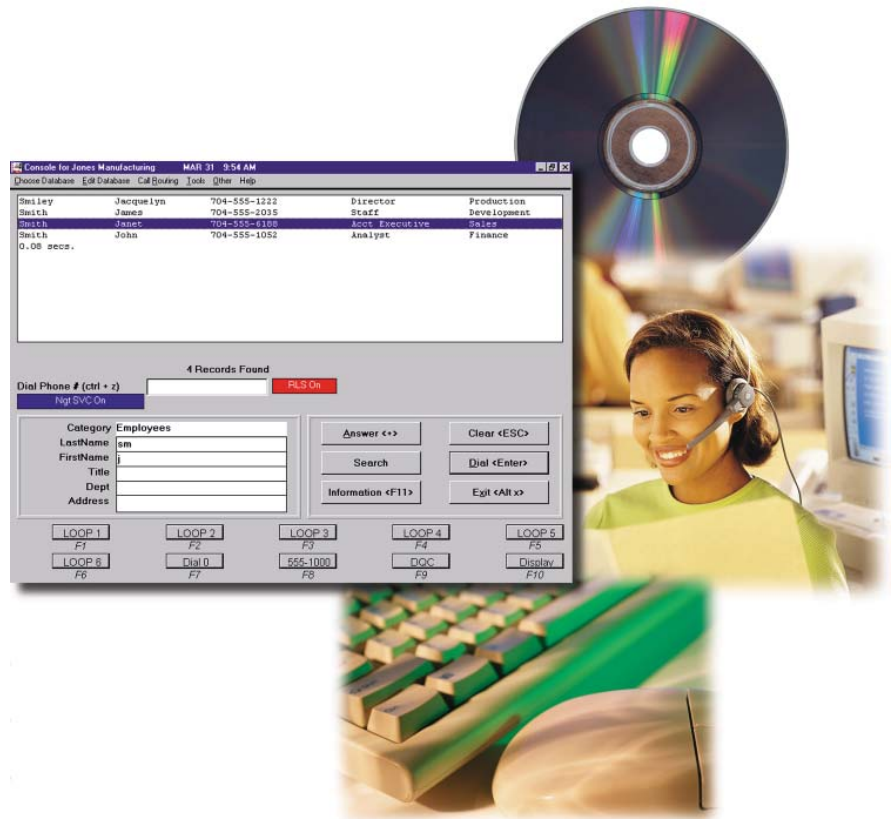 Console for Jones Manufacturing MAR 31 9:54 AM
Choose Database Edit Database Call Routing Tools Other Help
Smiley Jacquelyn 704-555-1222 Director Production
Smith James 704-555-2035 Staff Development
Smith Janet 704-555-6188 Acct Executive Sales
Smith John 704-555-1052 Analyst Finance
0.08 secs.
4 Records Found
Dial Phone # (ctrl + z) RLS On
Ngt SVC On
Category Employees
LastName sm
FirstName j
Title
Dept
Address
Answer <+> Clear <ESC>
Search Dial <Enter>
Information <F11> Exit <Alt x>
LOOP 1 LOOP 2 LOOP 3 LOOP 4 LOOP 5
F1 F2 F3 F4 F5
LOOP 6 Dial 0 555-1000 DQC Display
F6 F7 F8 F9 F10